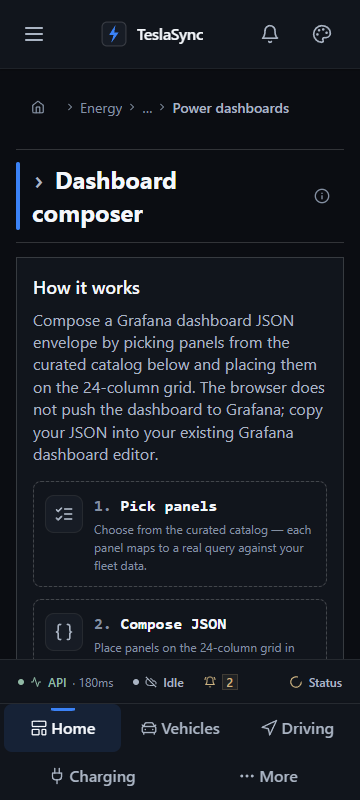 TeslaSync
› Energy › ... › Power dashboards
› Dashboard
composer
How it works
Compose a Grafana dashboard JSON
envelope by picking panels from the
curated catalog below and placing them
on the 24-column grid. The browser does
not push the dashboard to Grafana; copy
your JSON into your existing Grafana
dashboard editor.
1. Pick panels
Choose from the curated catalog — each
panel maps to a real query against your
fleet data.
2. Compose JSON
Place panels on the 24-column grid in
API · 180ms Idle 2 Status
Home Vehicles Driving
Charging ··· More